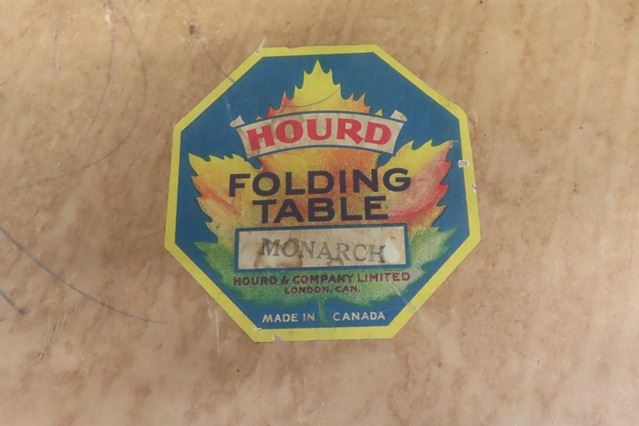 HOURD
FOLDING
TABLE
MONARCH
HOURD & COMPANY LIMITED
LONDON, CAN.
MADE IN CANADA